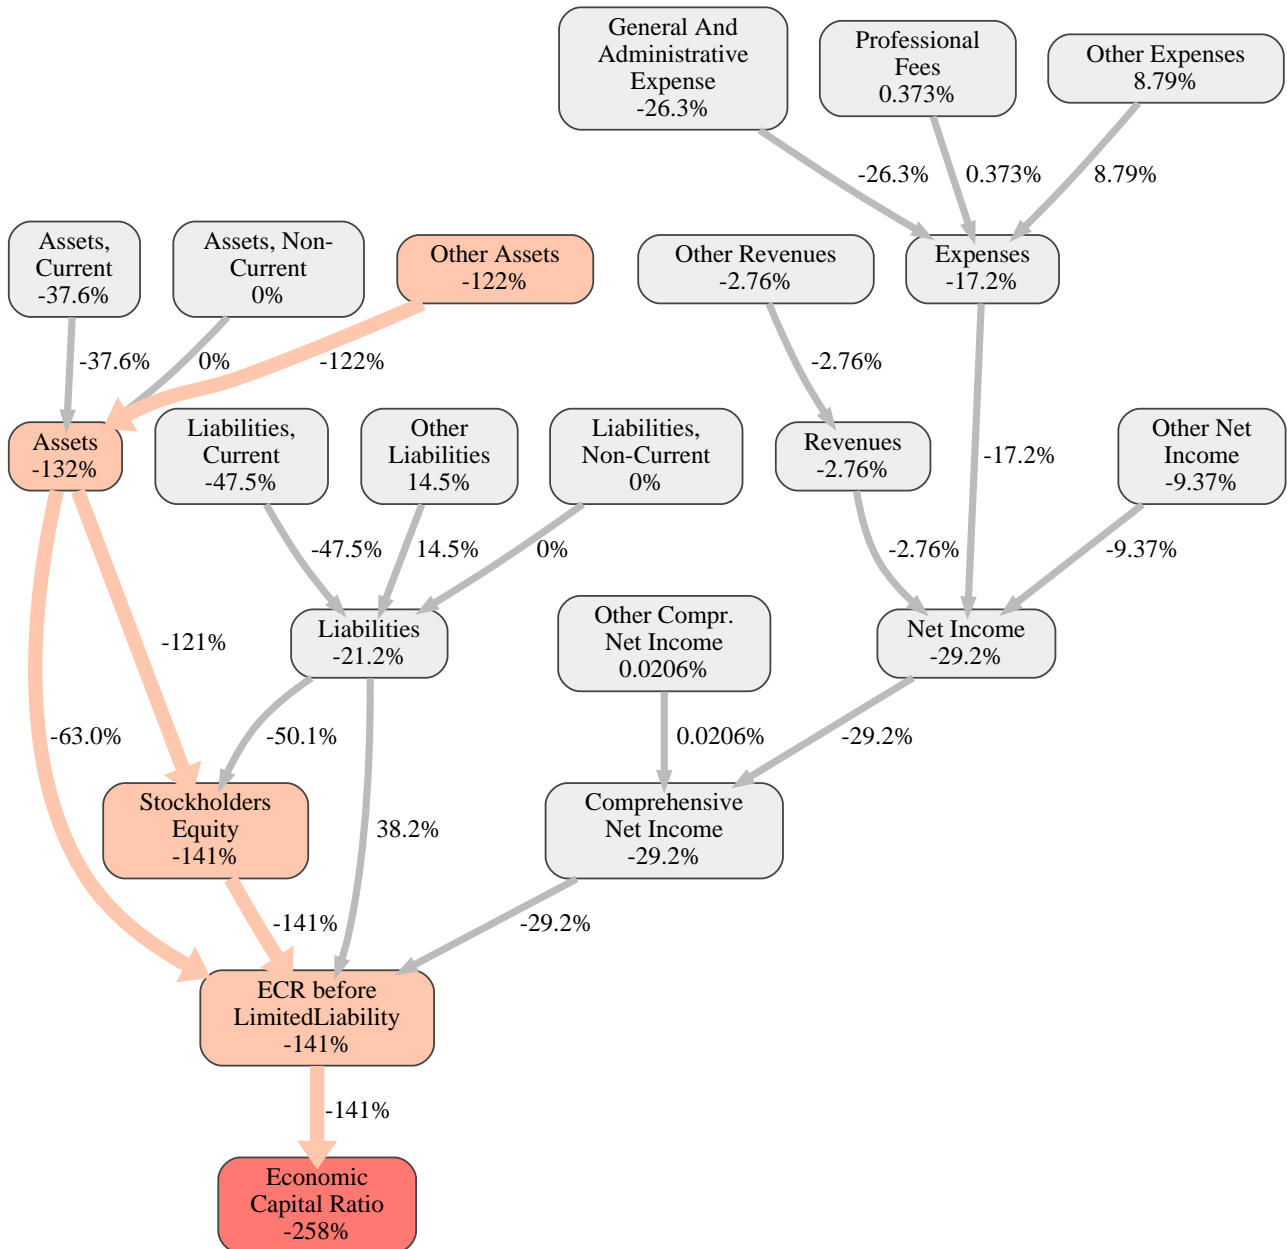 General And
Administrative
Expense
-26.3%
Professional
Fees
0.373%
Other Expenses
8.79%
-26.3%
0.373%
8.79%
Assets,
Current
-37.6%
Assets, Non-
Current
0%
Other Assets
-122%
Other Revenues
-2.76%
Expenses
-17.2%
-37.6%
0%
-122%
-2.76%
Assets
-132%
Liabilities,
Current
-47.5%
Other
Liabilities
14.5%
Liabilities,
Non-Current
0%
Revenues
-2.76%
-17.2%
Other Net
Income
-9.37%
-47.5%
14.5%
0%
-2.76%
-9.37%
-121%
Liabilities
-21.2%
Other Compr.
Net Income
0.0206%
Net Income
-29.2%
-63.0%
-50.1%
0.0206%
-29.2%
Stockholders
Equity
-141%
38.2%
Comprehensive
Net Income
-29.2%
-141%
-29.2%
ECR before
LimitedLiability
-141%
-141%
Economic
Capital Ratio
-258%